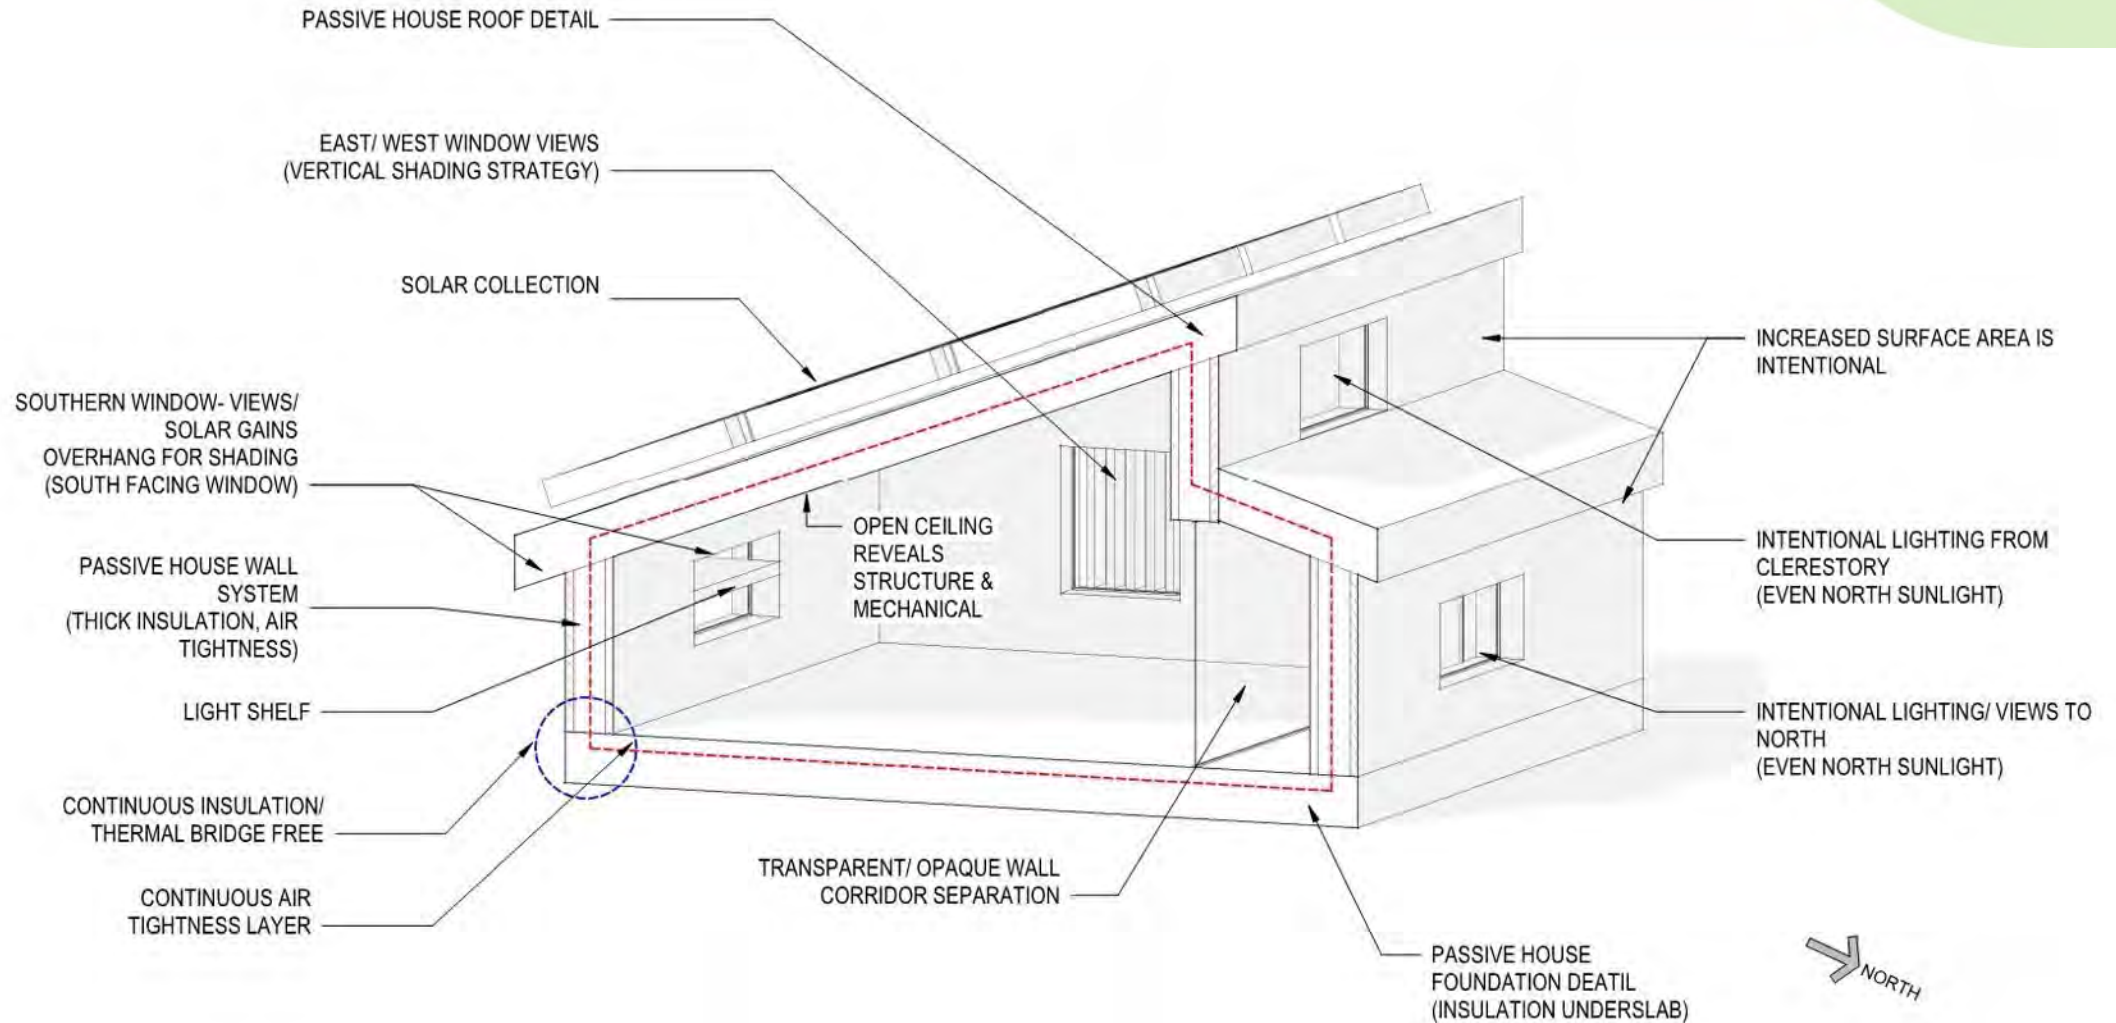 PASSIVE HOUSE ROOF DETAIL
EAST/ WEST WINDOW VIEWS
(VERTICAL SHADING STRATEGY)
SOLAR COLLECTION
SOUTHERN WINDOW- VIEWS/
SOLAR GAINS
OVERHANG FOR SHADING
(SOUTH FACING WINDOW)
PASSIVE HOUSE WALL
SYSTEM
(THICK INSULATION, AIR
TIGHTNESS)
LIGHT SHELF
CONTINUOUS INSULATION/
THERMAL BRIDGE FREE
CONTINUOUS AIR
TIGHTNESS LAYER
OPEN CEILING
REVEALS
STRUCTURE &
MECHANICAL
TRANSPARENT/ OPAQUE WALL
CORRIDOR SEPARATION
INCREASED SURFACE AREA IS
INTENTIONAL
INTENTIONAL LIGHTING FROM
CLERESTORY
(EVEN NORTH SUNLIGHT)
INTENTIONAL LIGHTING/ VIEWS TO
NORTH
(EVEN NORTH SUNLIGHT)
PASSIVE HOUSE
FOUNDATION DEATIL
(INSULATION UNDERSLAB)
NORTH